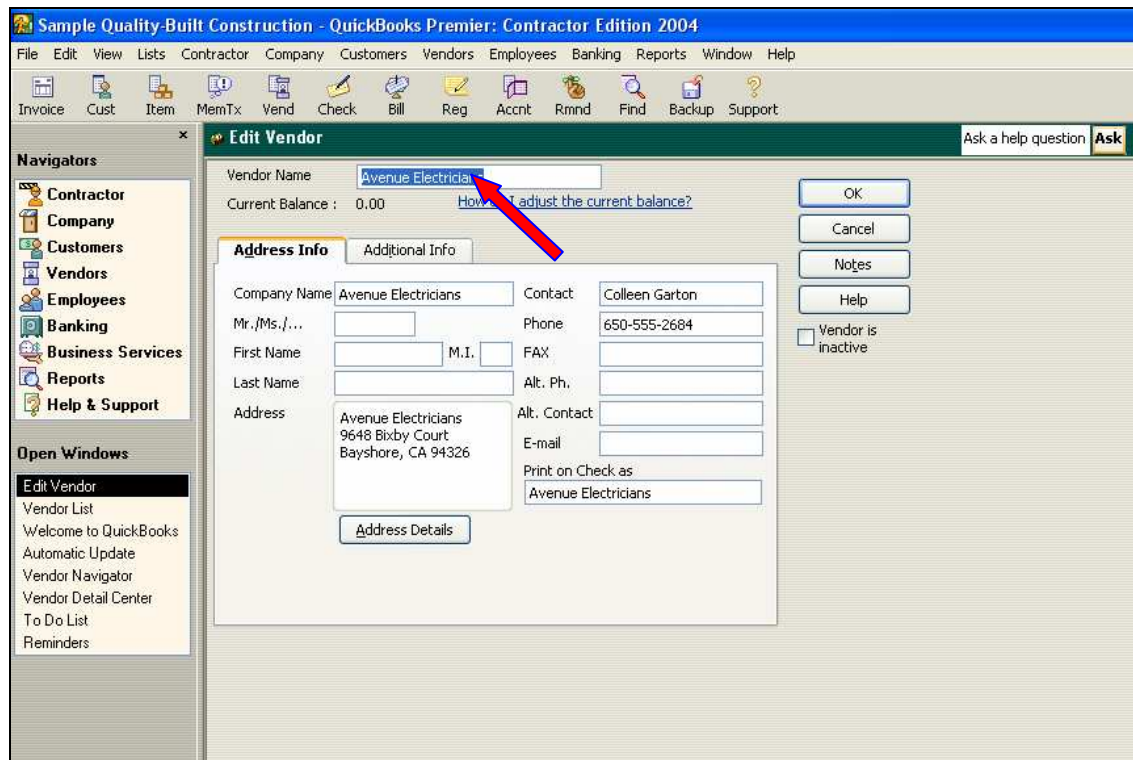 Sample Quality-Built Construction - QuickBooks Premier: Contractor Edition 2004
File Edit View Lists Contractor Company Customers Vendors Employees Banking Reports Window Help
Invoice Cust Item MemTx Vend Check Bill Reg Accnt Rmnd Find Backup Support
Edit Vendor
Ask a help question Ask
Navigators
Contractor
Company
Customers
Vendors
Employees
Banking
Business Services
Reports
Help & Support
Open Windows
Edit Vendor
Vendor List
Welcome to QuickBooks
Automatic Update
Vendor Navigator
Vendor Detail Center
To Do List
Reminders
Vendor Name Avenue Electricians
Current Balance : 0.00 How I adjust the current balance?
Address Info Additional Info
Company Name Avenue Electricians
Mr./Ms./...
First Name M.I.
Last Name
Address Avenue Electricians
9648 Bixby Court
Bayshore, CA 94326
Address Details
Contact Colleen Garton
Phone 650-555-2684
FAX
Alt. Ph.
Alt. Contact
E-mail
Print on Check as
Avenue Electricians
OK
Cancel
Notes
Help
Vendor is
inactive